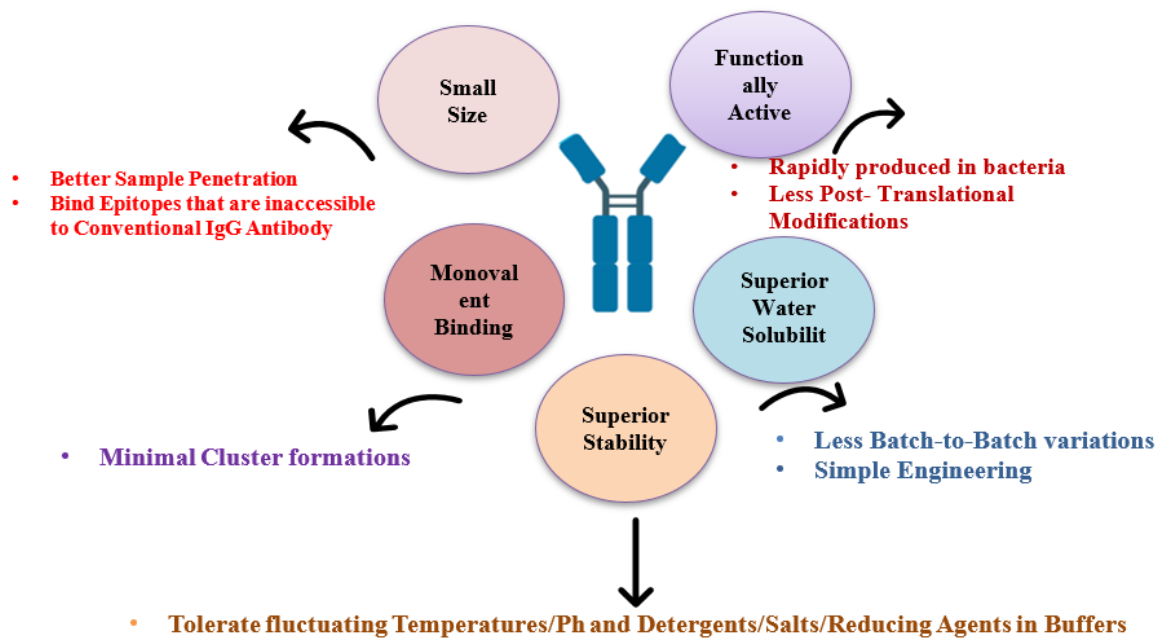 Small
Size
Function
ally
Active
• Better Sample Penetration
• Bind Epitopes that are inaccessible
to Conventional IgG Antibody
• Rapidly produced in bacteria
• Less Post- Translational
Modifications
Monoval
ent
Binding
Superior
Water
Solubilit
Superior
Stability
• Minimal Cluster formations
• Less Batch-to-Batch variations
• Simple Engineering
• Tolerate fluctuating Temperatures/Ph and Detergents/Salts/Reducing Agents in Buffers